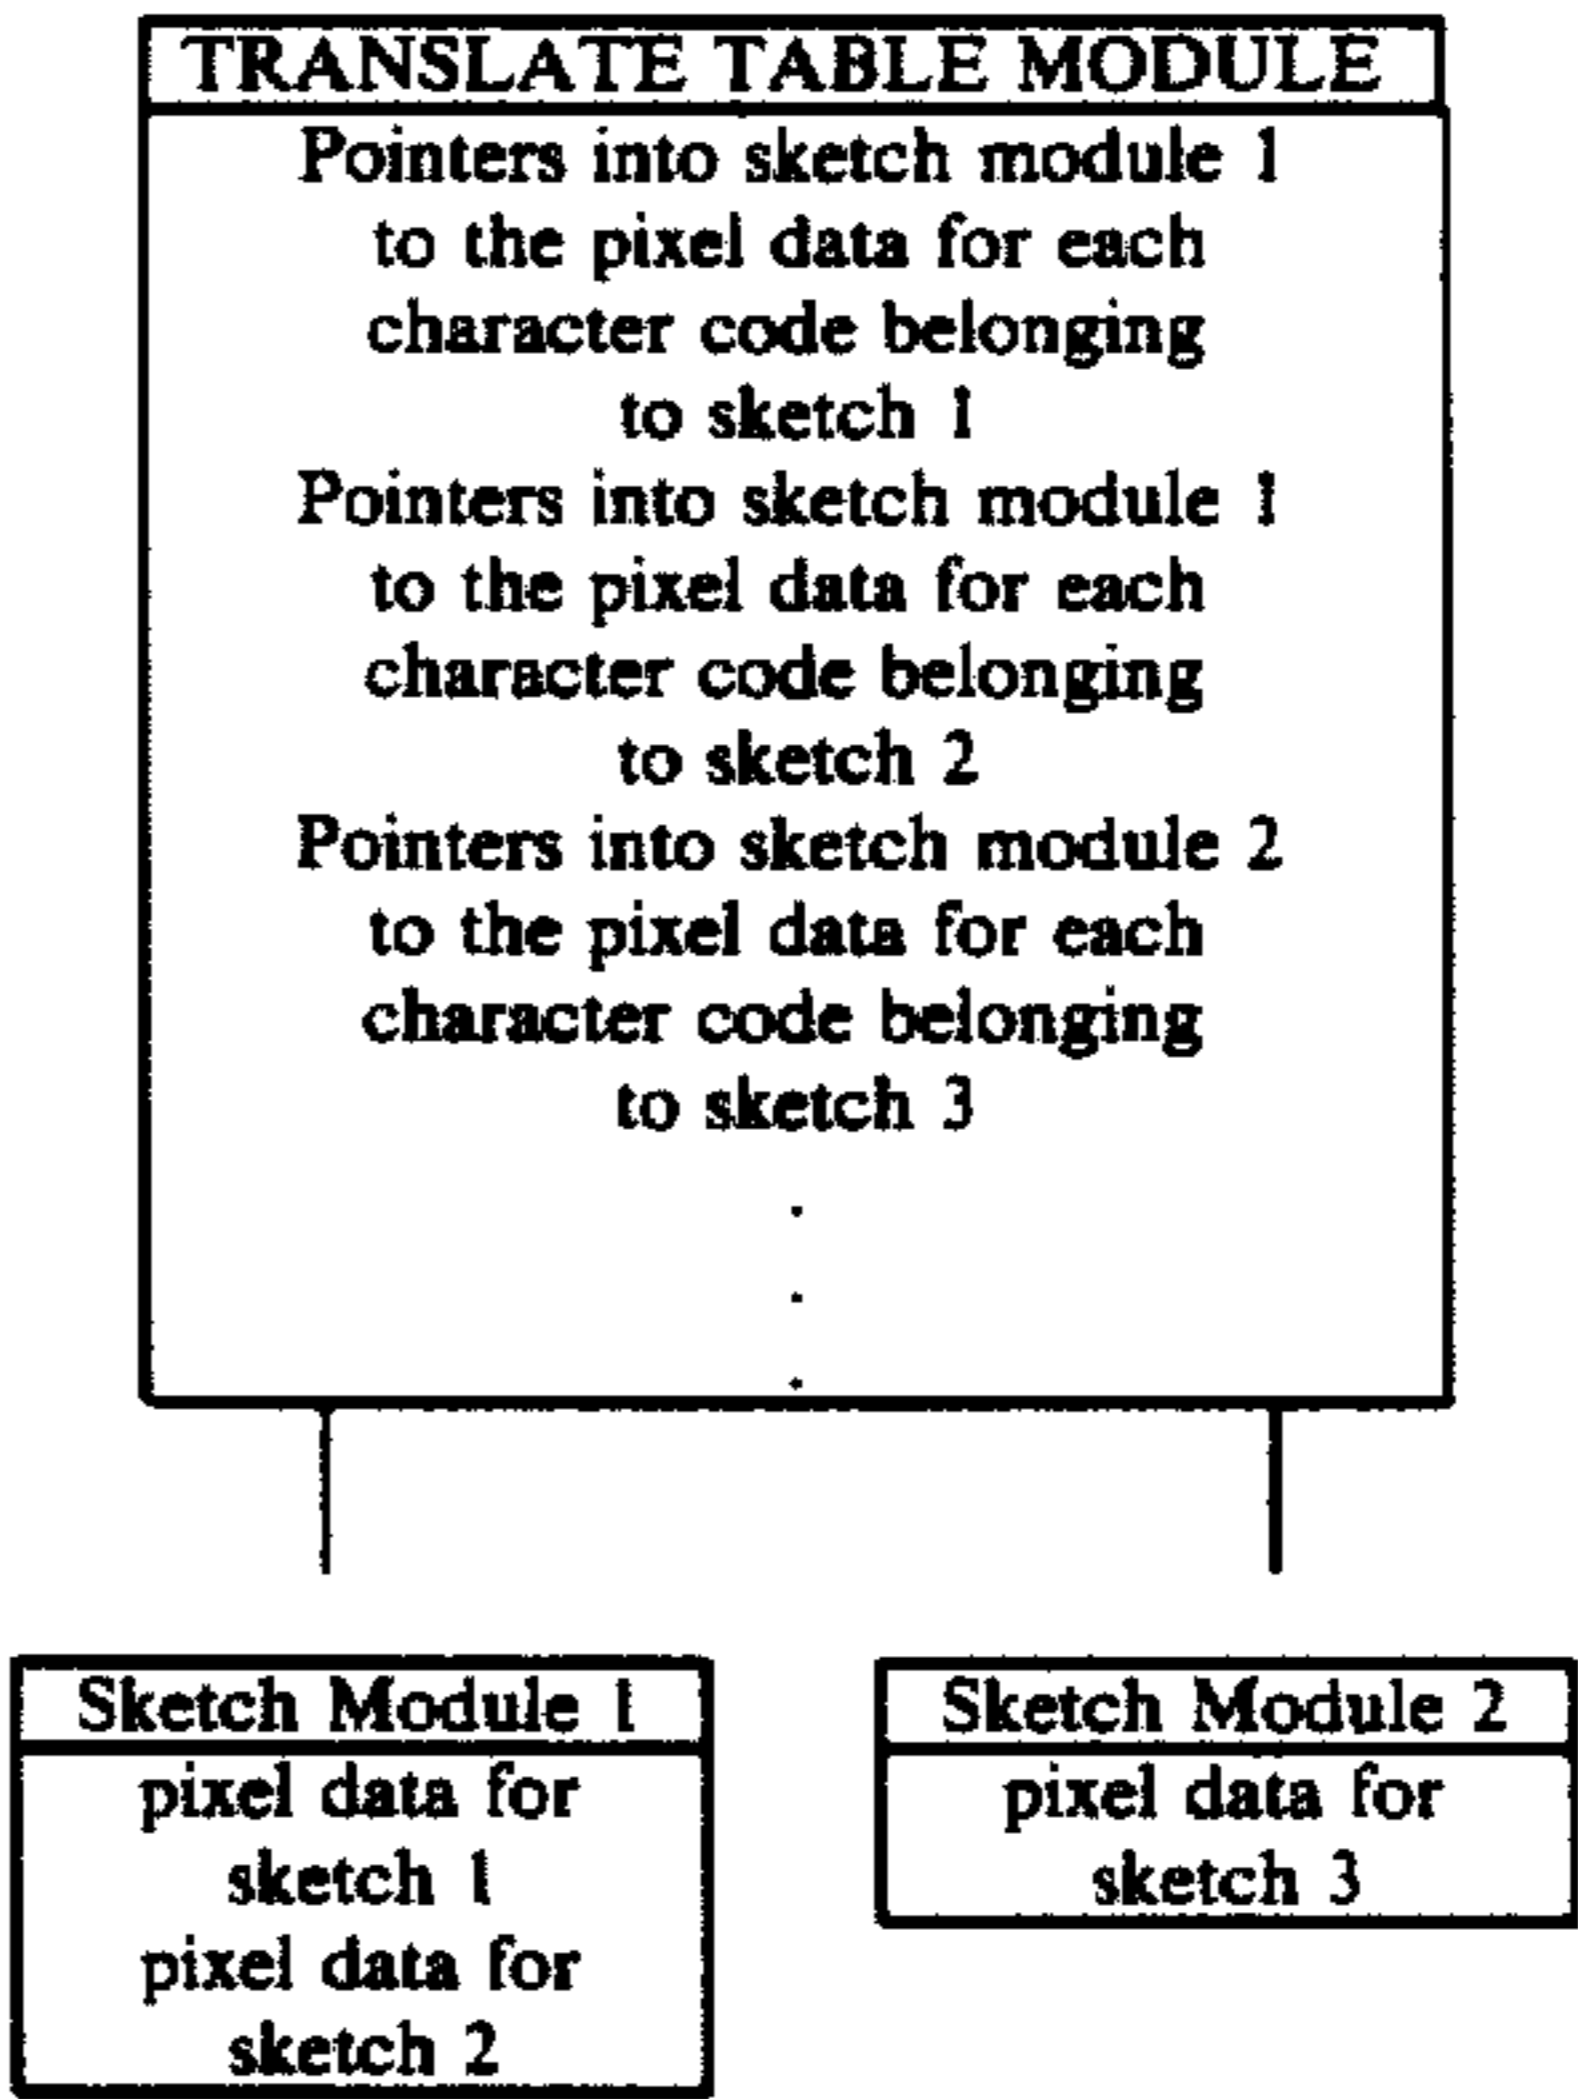 TRANSLATE TABLE MODULE
Pointers into sketch module 1
to the pixel data for each
character code belonging
to sketch 1
Pointers into sketch module 1
to the pixel data for each
character code belonging
to sketch 2
Pointers into sketch module 2
to the pixel data for each
character code belonging
to sketch 3
.
.
.
Sketch Module 1
pixel data for
sketch 1
pixel data for
sketch 2
Sketch Module 2
pixel data for
sketch 3